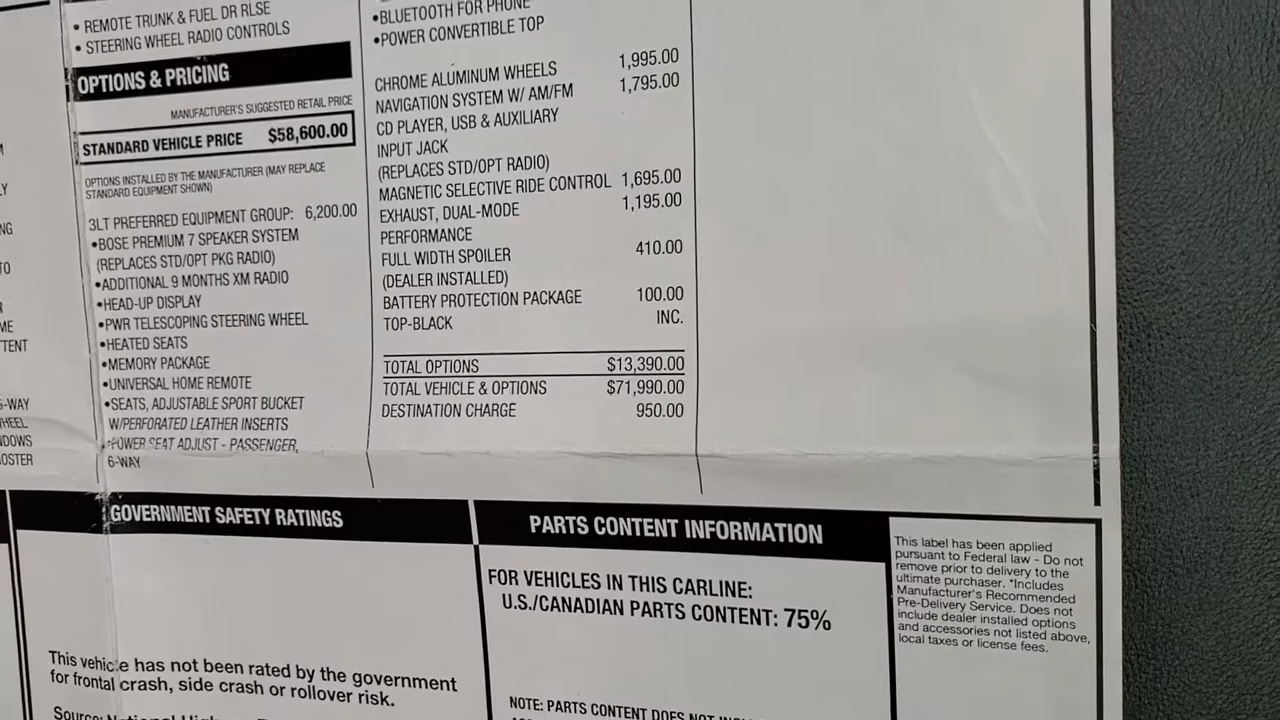 • REMOTE TRUNK & FUEL DR RLSE
• STEERING WHEEL RADIO CONTROLS
OPTIONS & PRICING
MANUFACTURER'S SUGGESTED RETAIL PRICE
STANDARD VEHICLE PRICE $58,600.00
OPTIONS INSTALLED BY THE MANUFACTURER (MAY REPLACE
STANDARD EQUIPMENT SHOWN)
3LT PREFERRED EQUIPMENT GROUP: 6,200.00
•BOSE PREMIUM 7 SPEAKER SYSTEM
(REPLACES STD/OPT PKG RADIO)
•ADDITIONAL 9 MONTHS XM RADIO
•HEAD-UP DISPLAY
•PWR TELESCOPING STEERING WHEEL
•HEATED SEATS
•MEMORY PACKAGE
•UNIVERSAL HOME REMOTE
•SEATS, ADJUSTABLE SPORT BUCKET
W/PERFORATED LEATHER INSERTS
•POWER SEAT ADJUST - PASSENGER,
6-WAY
•BLUETOOTH FOR PHONE
•POWER CONVERTIBLE TOP
CHROME ALUMINUM WHEELS 1,995.00
NAVIGATION SYSTEM W/ AM/FM 1,795.00
CD PLAYER, USB & AUXILIARY
INPUT JACK
(REPLACES STD/OPT RADIO)
MAGNETIC SELECTIVE RIDE CONTROL 1,695.00
EXHAUST, DUAL-MODE 1,195.00
PERFORMANCE
FULL WIDTH SPOILER 410.00
(DEALER INSTALLED)
BATTERY PROTECTION PACKAGE 100.00
TOP-BLACK INC.
TOTAL OPTIONS $13,390.00
TOTAL VEHICLE & OPTIONS $71,990.00
DESTINATION CHARGE 950.00
GOVERNMENT SAFETY RATINGS
This vehicle has not been rated by the government
for frontal crash, side crash or rollover risk.
PARTS CONTENT INFORMATION
FOR VEHICLES IN THIS CARLINE:
U.S./CANADIAN PARTS CONTENT: 75%
NOTE: PARTS CONTENT DOES NOT
This label has been applied
pursuant to Federal law - Do not
remove prior to delivery to the
ultimate purchaser. *Includes
Manufacturer's Recommended
Pre-Delivery Service. Does not
include dealer installed options
and accessories not listed above,
local taxes or license fees.